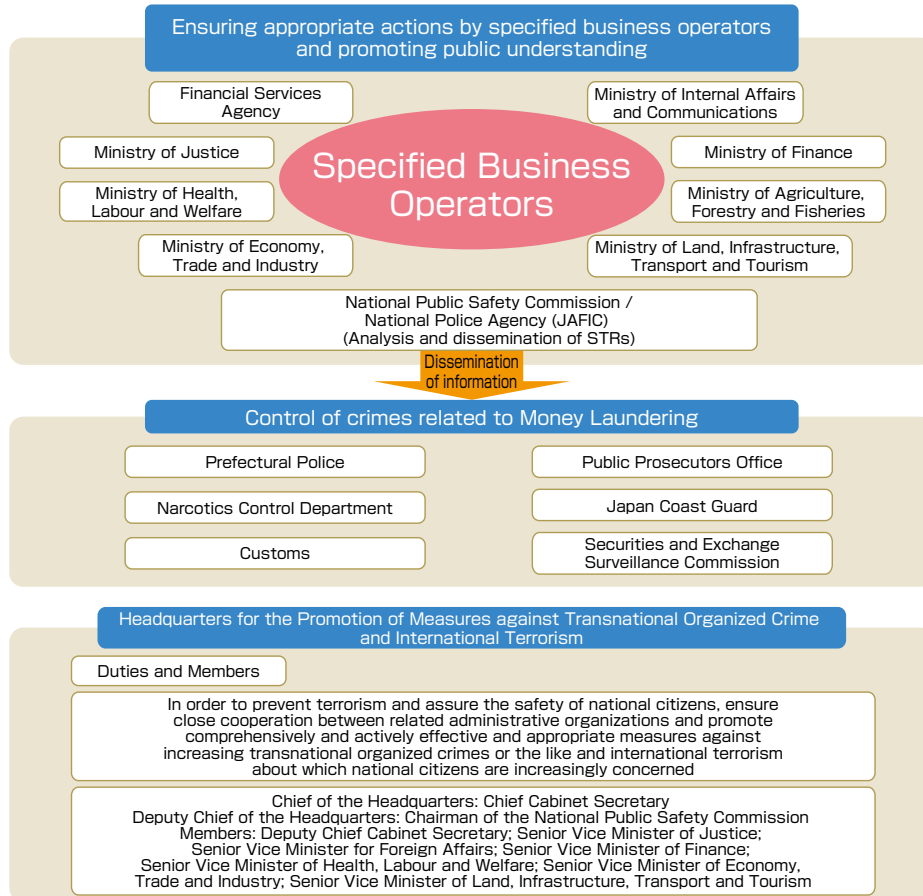 Ensuring appropriate actions by specified business operators
and promoting public understanding
Financial Services
Agency
Ministry of Internal Affairs
and Communications
Ministry of Justice
Specified Business
Operators
Ministry of Finance
Ministry of Health,
Labour and Welfare
Ministry of Agriculture,
Forestry and Fisheries
Ministry of Economy,
Trade and Industry
Ministry of Land, Infrastructure,
Transport and Tourism
National Public Safety Commission /
National Police Agency (JAFIC)
(Analysis and dissemination of STRs)
Dissemination
of information
Control of crimes related to Money Laundering
Prefectural Police
Public Prosecutors Office
Narcotics Control Department
Japan Coast Guard
Customs
Securities and Exchange
Surveillance Commission
Headquarters for the Promotion of Measures against Transnational Organized Crime
and International Terrorism
Duties and Members
In order to prevent terrorism and assure the safety of national citizens, ensure
close cooperation between related administrative organizations and promote
comprehensively and actively effective and appropriate measures against
increasing transnational organized crimes or the like and international terrorism
about which national citizens are increasingly concerned
Chief of the Headquarters: Chief Cabinet Secretary
Deputy Chief of the Headquarters: Chairman of the National Public Safety Commission
Members: Deputy Chief Cabinet Secretary; Senior Vice Minister of Justice;
Senior Vice Minister for Foreign Affairs; Senior Vice Minister of Finance;
Senior Vice Minister of Health, Labour and Welfare; Senior Vice Minister of Economy,
Trade and Industry; Senior Vice Minister of Land, Infrastructure, Transport and Tourism